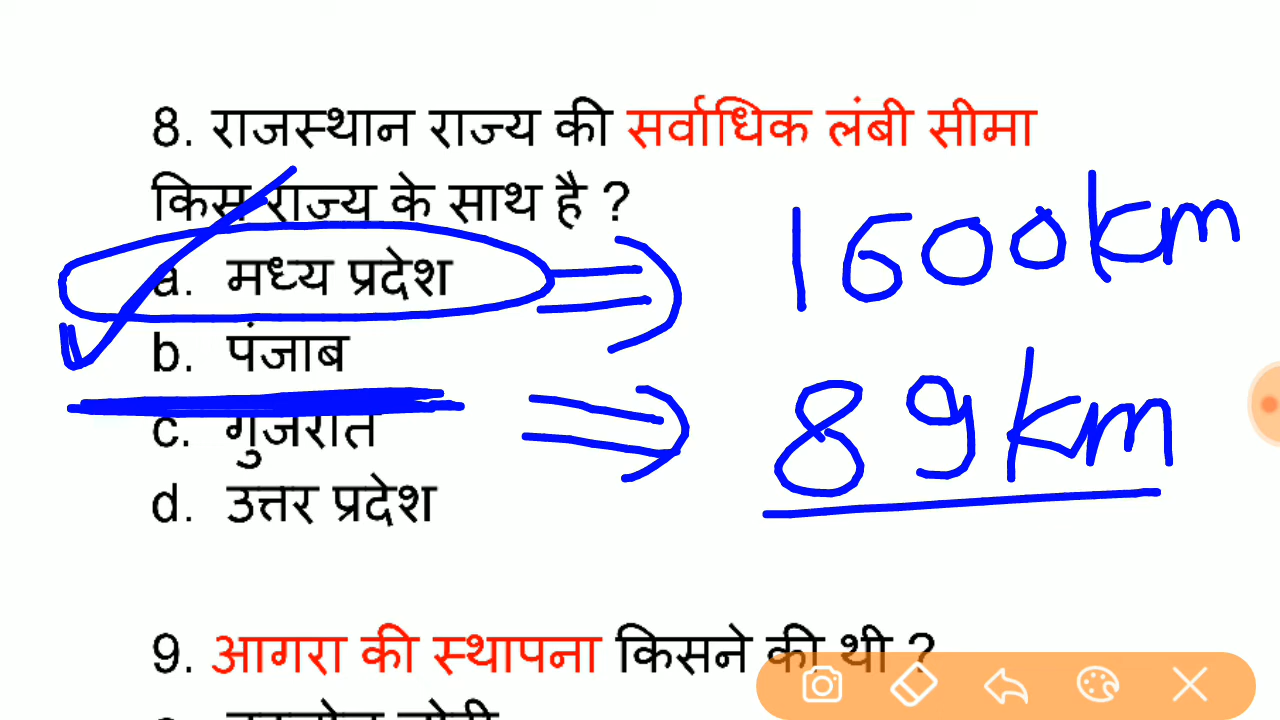 8. राजस्थान राज्य की सर्वाधिक लंबी सीमा
किस राज्य के साथ है ?
a. मध्य प्रदेश
1600km
b. पंजाब
89km
c. गुजरात
d. उत्तर प्रदेश
9. आगरा की स्थापना किसने की थी ?